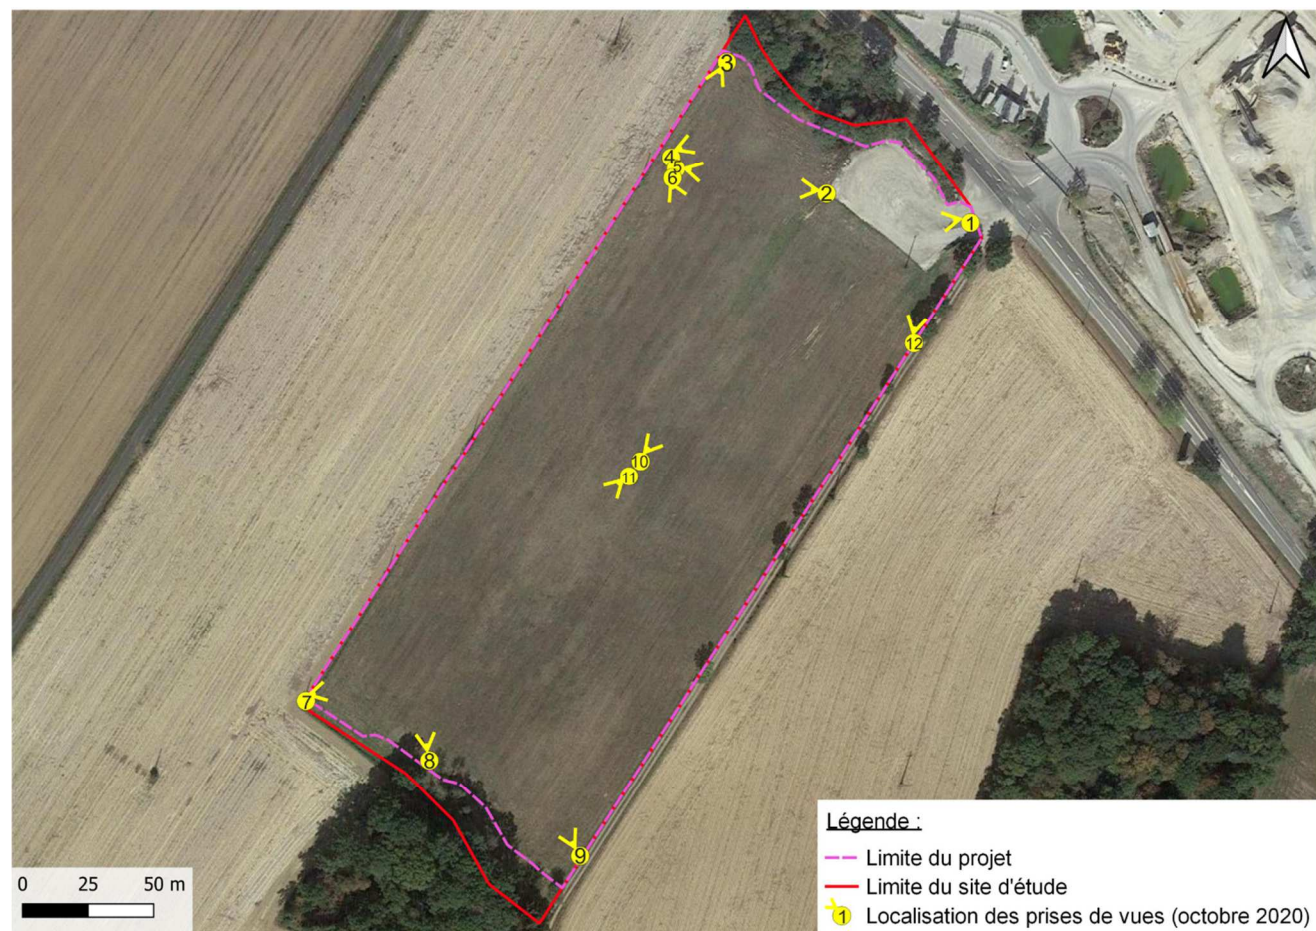 3
4
5
6
2
1
12
10
11
7
8
9
Légende :
Limite du projet
Limite du site d'étude
1 Localisation des prises de vues (octobre 2020)
0 25 50 m